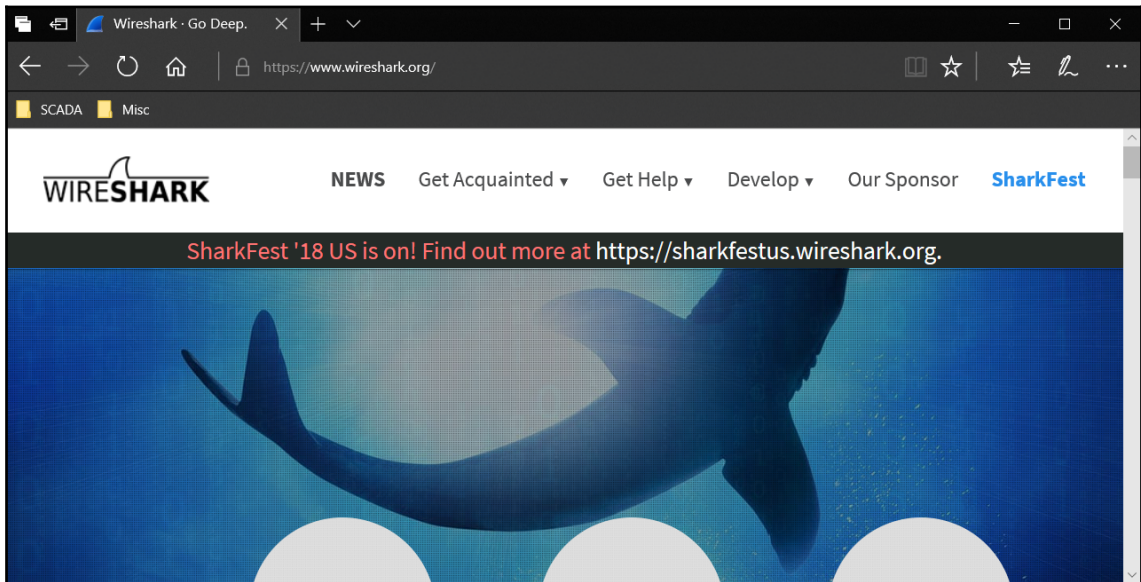 Wireshark · Go Deep.
https://www.wireshark.org/
SCADA Misc
WIRESHARK NEWS Get Acquainted ▾ Get Help ▾ Develop ▾ Our Sponsor SharkFest
SharkFest '18 US is on! Find out more at https://sharkfestus.wireshark.org.